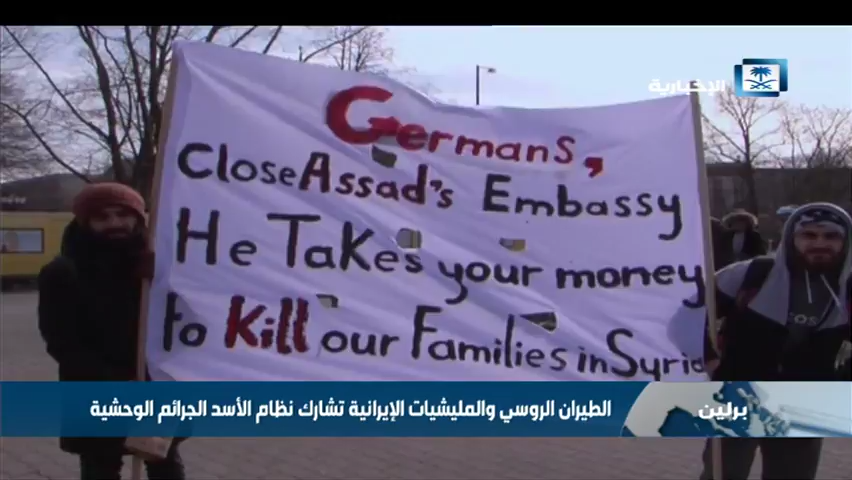 الإخبارية
Germans,
Close Assad's Embassy
He Takes your money
to Kill our Families in Syria
برلين
الطيران الروسي والمليشيات الإيرانية تشارك نظام الأسد الجرائم الوحشية